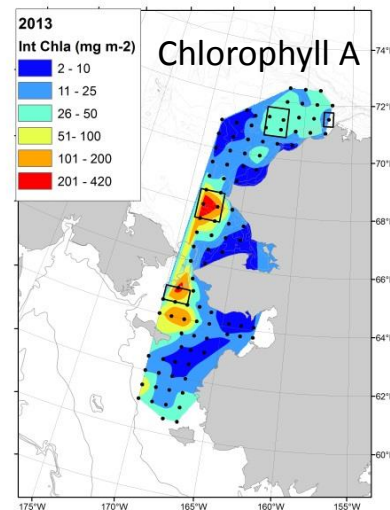 2013
Int Chla (mg m-2)
2 - 10
11 - 25
26 - 50
51- 100
101 - 200
201 - 420
Chlorophyll A
74°N
72°N
70°N
68°N
66°N
64°N
62°N
60°N
175°W
170°W
165°W
160°W
155°W